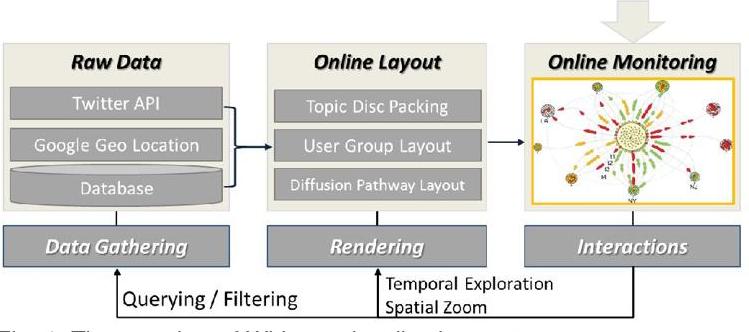 Raw Data
Twitter API
Google Geo Location
Database
Data Gathering
Online Layout
Topic Disc Packing
User Group Layout
Diffusion Pathway Layout
Rendering
Online Monitoring
NY
Interactions
Querying / Filtering
Temporal Exploration
Spatial Zoom